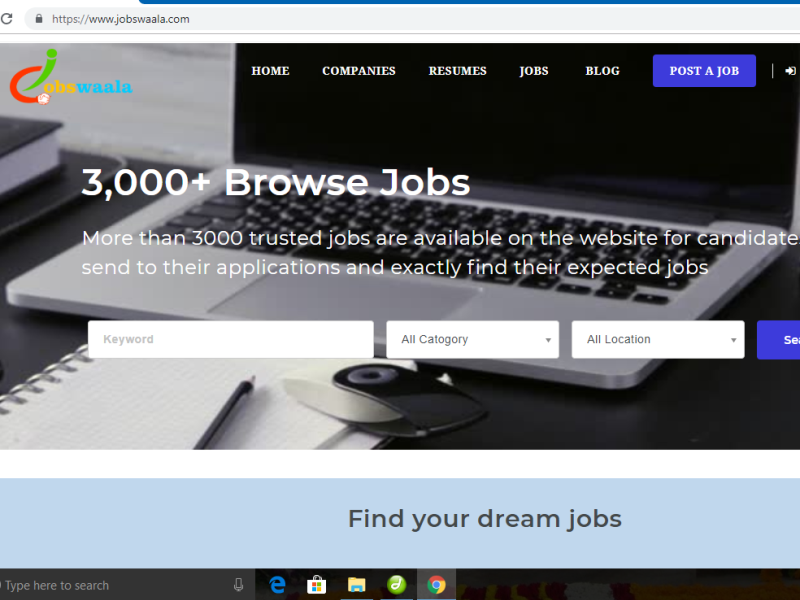 https://www.jobswaala.com
Jobswaala
HOME COMPANIES RESUMES JOBS BLOG POST A JOB
3,000+ Browse Jobs
More than 3000 trusted jobs are available on the website for candidates
send to their applications and exactly find their expected jobs
Keyword All Catogory All Location Sea
Find your dream jobs
Type here to search